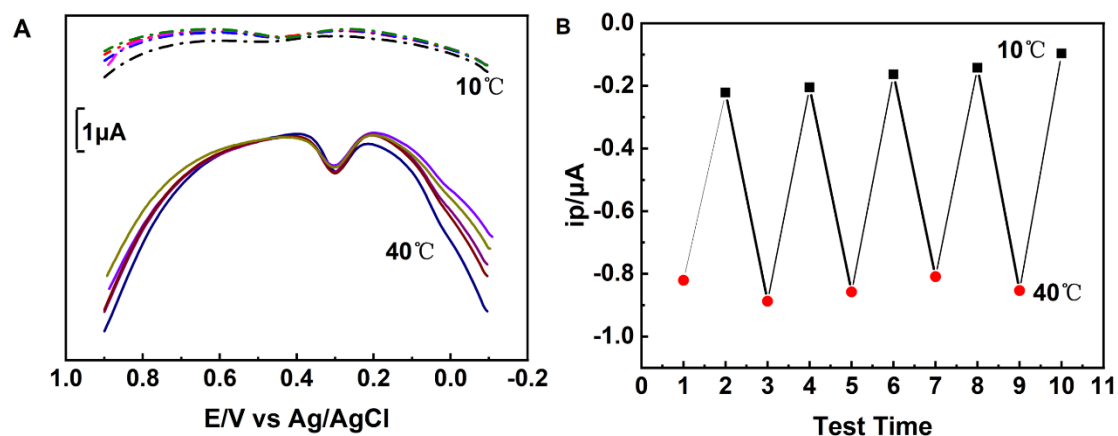 A
10℃
1µA
40℃
1.0 0.8 0.6 0.4 0.2 0.0 -0.2
E/V vs Ag/AgCl
B
0.0
-0.2
-0.4
-0.6
-0.8
-1.0
ip/µA
10℃
40℃
0 1 2 3 4 5 6 7 8 9 10 11
Test Time